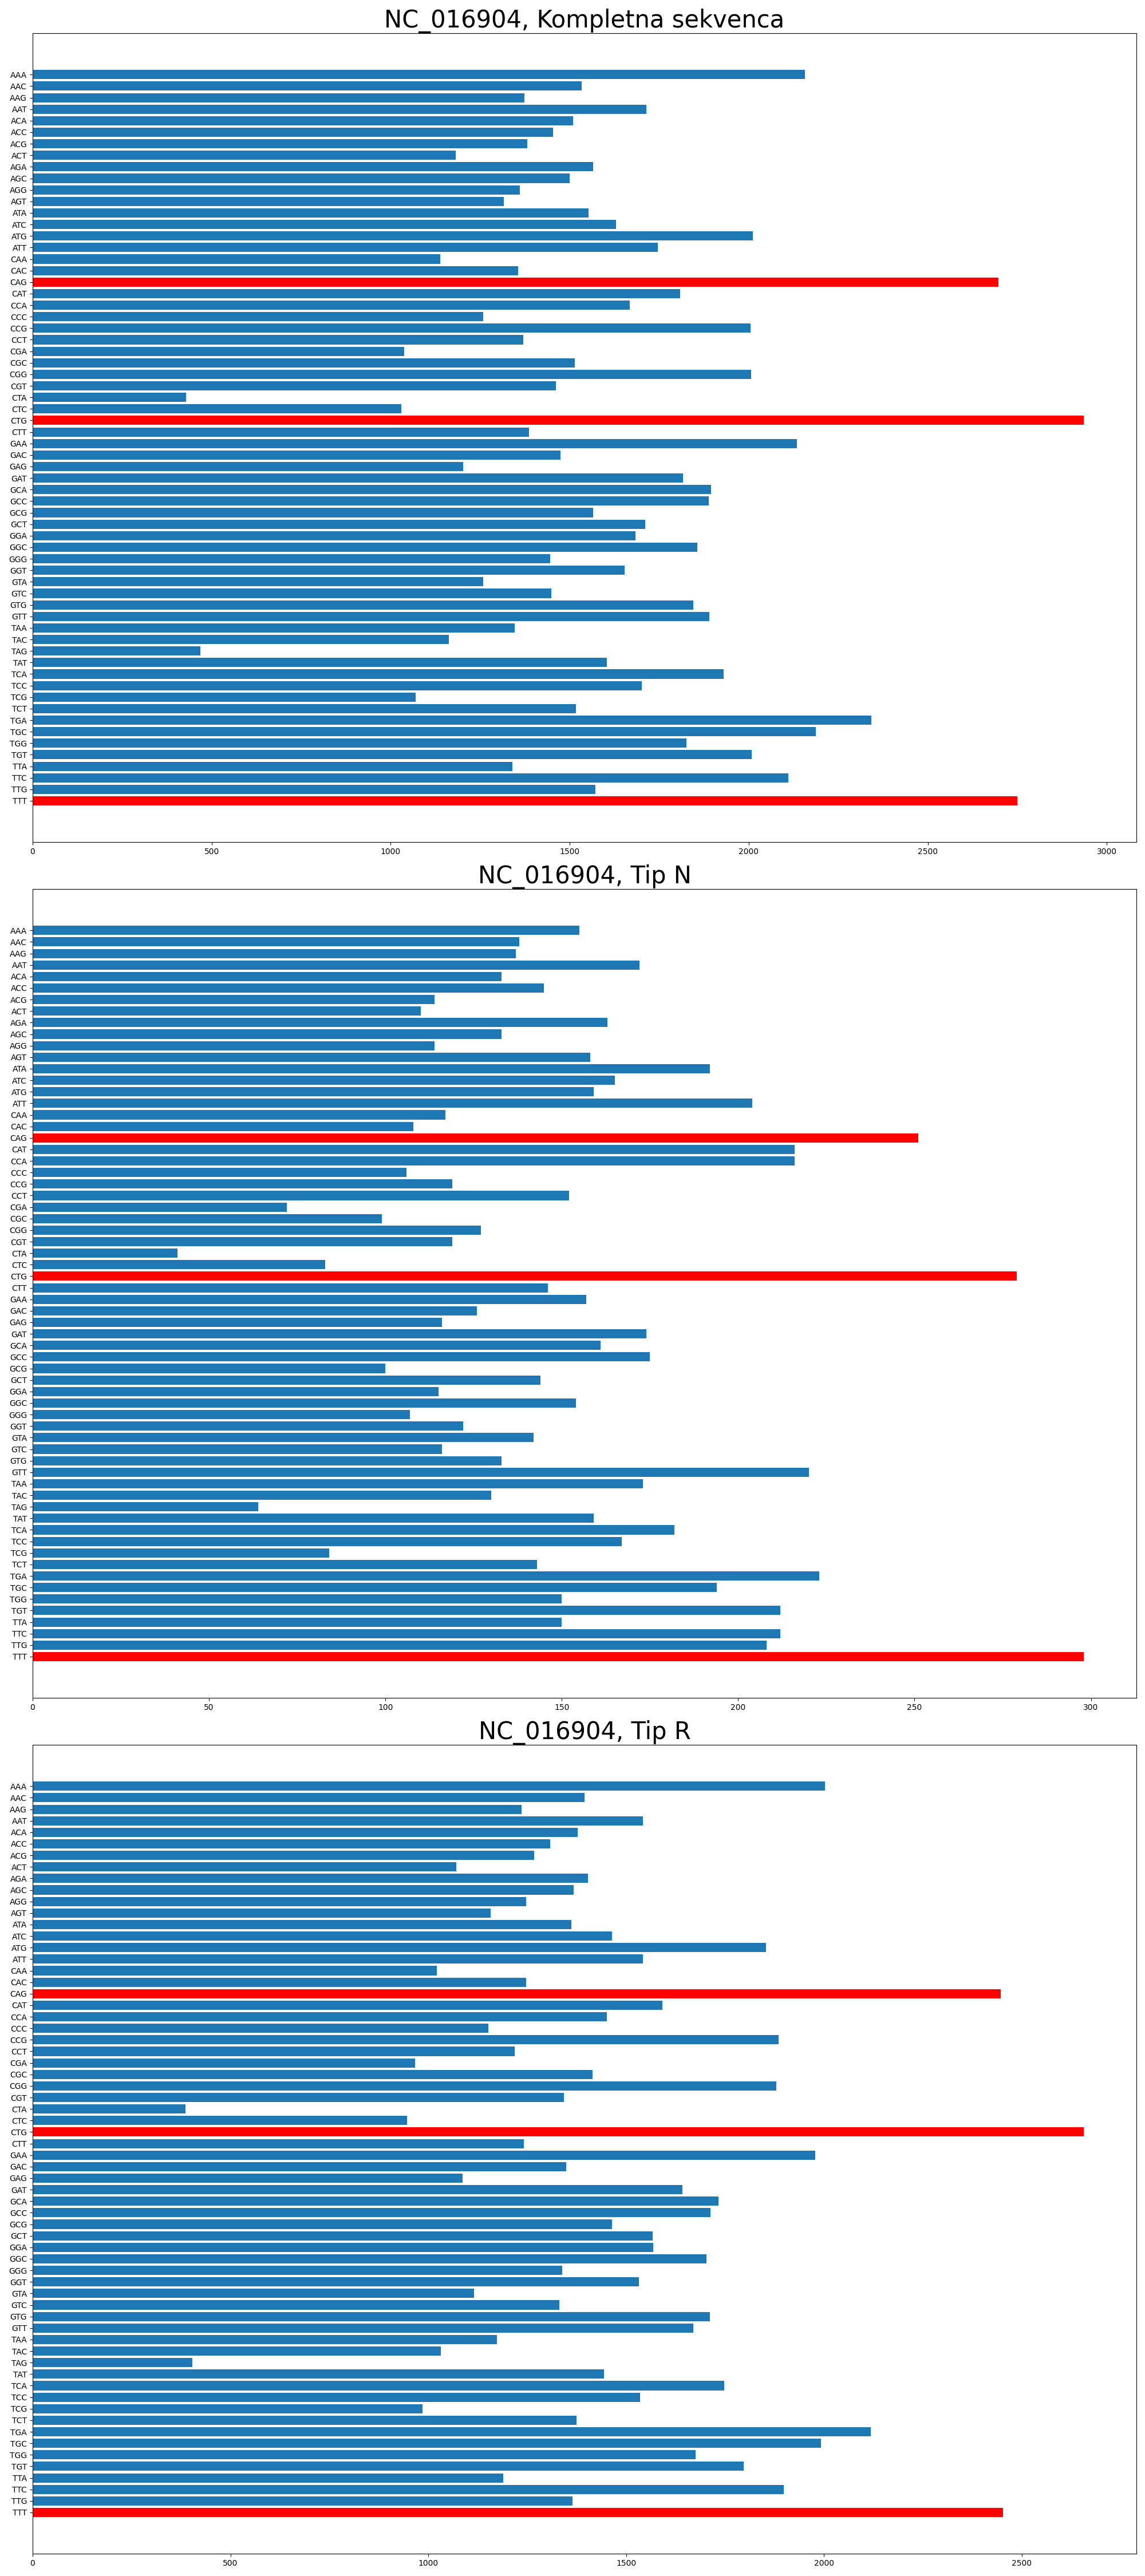 NC_016904, Kompletna sekvenca
AAA
AAC
AAG
AAT
ACA
ACC
ACG
ACT
AGA
AGC
AGG
AGT
ATA
ATC
ATG
ATT
CAA
CAC
CAG
CAT
CCA
CCC
CCG
CCT
CGA
CGC
CGG
CGT
CTA
CTC
CTG
CTT
GAA
GAC
GAG
GAT
GCA
GCC
GCG
GCT
GGA
GGC
GGG
GGT
GTA
GTC
GTG
GTT
TAA
TAC
TAG
TAT
TCA
TCC
TCG
TCT
TGA
TGC
TGG
TGT
TTA
TTC
TTG
TTT
0 500 1000 1500 2000 2500 3000
NC_016904, Tip N
AAA
AAC
AAG
AAT
ACA
ACC
ACG
ACT
AGA
AGC
AGG
AGT
ATA
ATC
ATG
ATT
CAA
CAC
CAG
CAT
CCA
CCC
CCG
CCT
CGA
CGC
CGG
CGT
CTA
CTC
CTG
CTT
GAA
GAC
GAG
GAT
GCA
GCC
GCG
GCT
GGA
GGC
GGG
GGT
GTA
GTC
GTG
GTT
TAA
TAC
TAG
TAT
TCA
TCC
TCG
TCT
TGA
TGC
TGG
TGT
TTA
TTC
TTG
TTT
0 50 100 150 200 250 300
NC_016904, Tip R
AAA
AAC
AAG
AAT
ACA
ACC
ACG
ACT
AGA
AGC
AGG
AGT
ATA
ATC
ATG
ATT
CAA
CAC
CAG
CAT
CCA
CCC
CCG
CCT
CGA
CGC
CGG
CGT
CTA
CTC
CTG
CTT
GAA
GAC
GAG
GAT
GCA
GCC
GCG
GCT
GGA
GGC
GGG
GGT
GTA
GTC
GTG
GTT
TAA
TAC
TAG
TAT
TCA
TCC
TCG
TCT
TGA
TGC
TGG
TGT
TTA
TTC
TTG
TTT
0 500 1000 1500 2000 2500